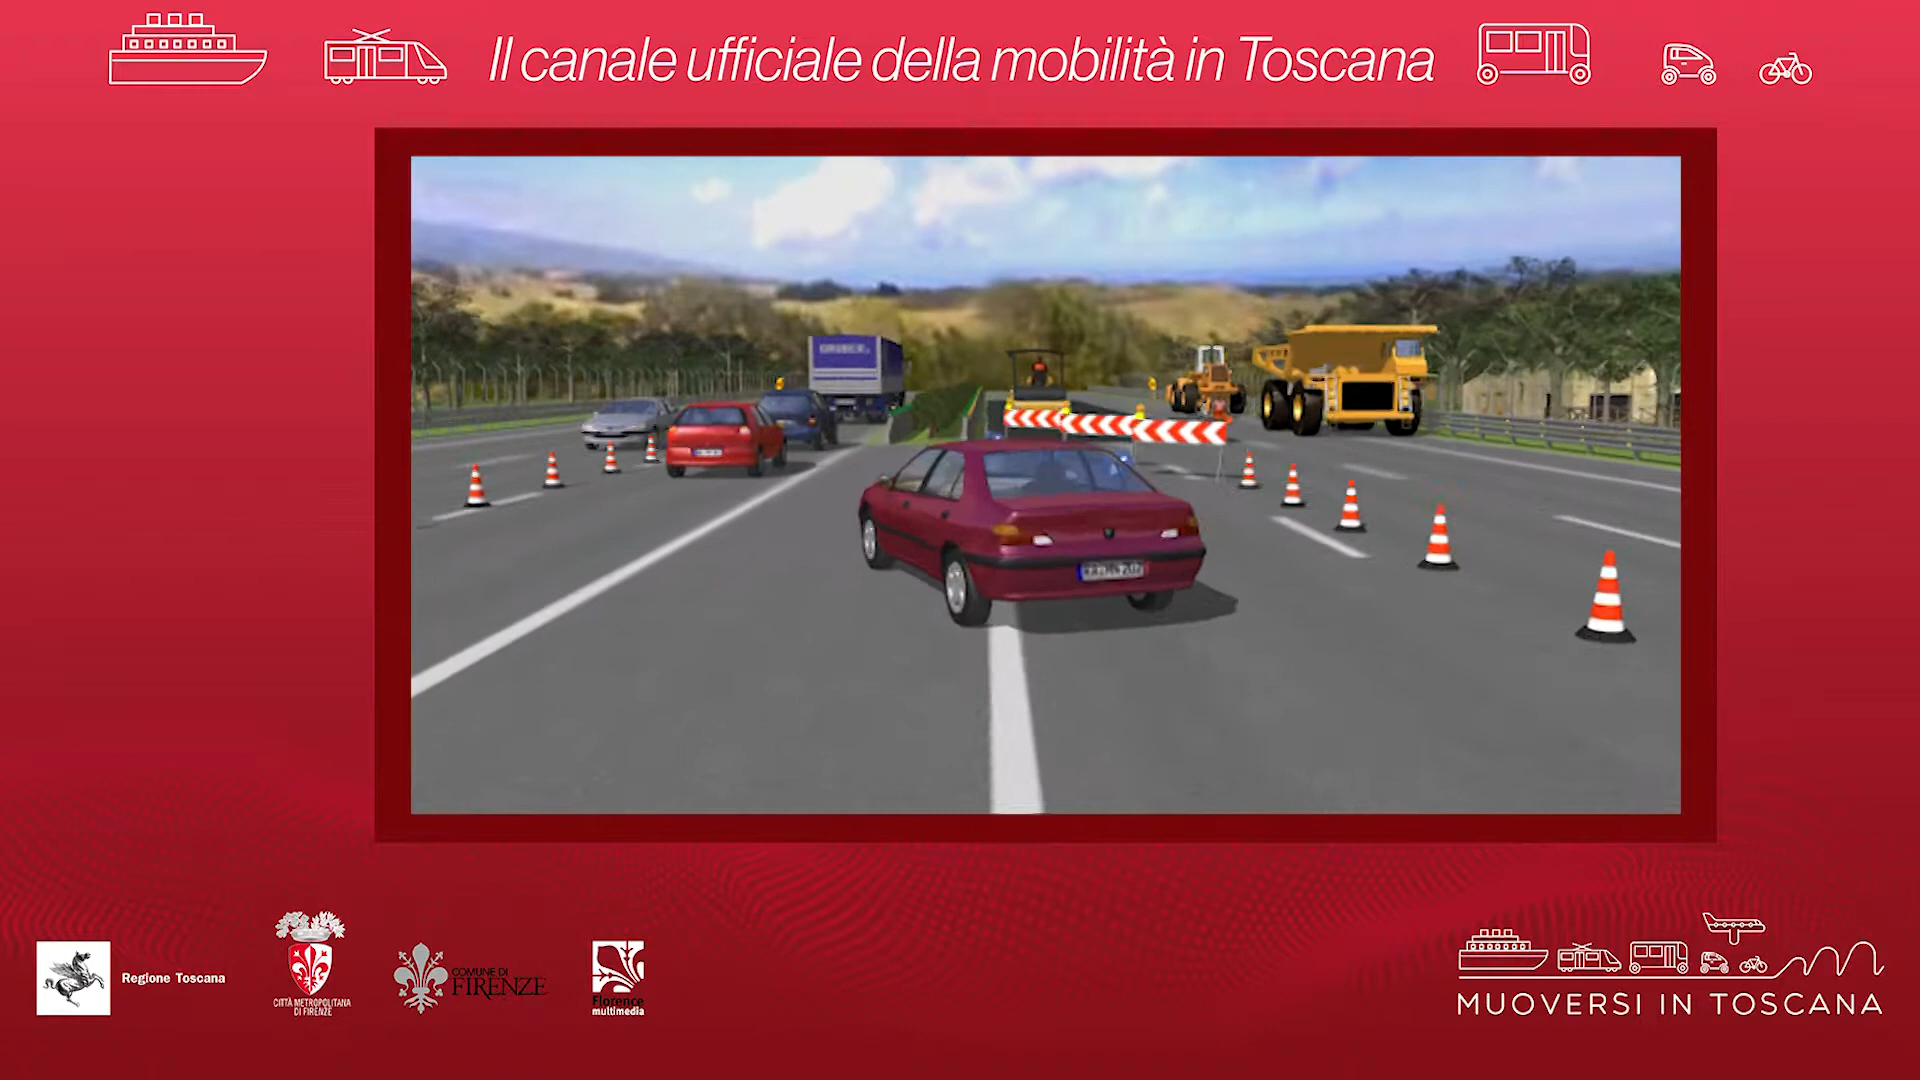 Il canale ufficiale della mobilità in Toscana
Regione Toscana
CITTÀ METROPOLITANA
DI FIRENZE
COMUNE DI
FIRENZE
Florence
multimedia
MUOVERSI IN TOSCANA